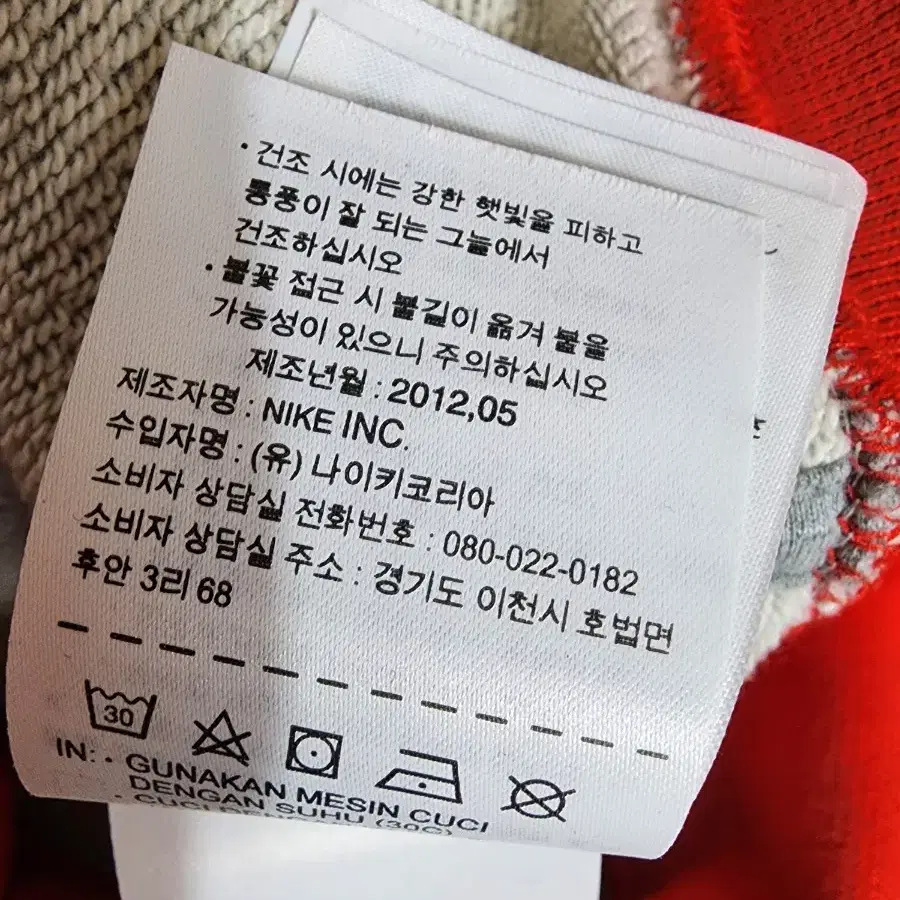 · 건조 시에는 강한 햇빛을 피하고
통풍이 잘 되는 그늘에서
건조하십시오
· 불꽃 접근 시 불길이 옮겨 붙을
가능성이 있으니 주의하십시오
제조년월 : 2012,05
제조자명 : NIKE INC.
수입자명 : (유) 나이키코리아
소비자 상담실 전화번호 : 080-022-0182
소비자 상담실 주소 : 경기도 이천시 호법면
후안 3리 68
30
IN: · GUNAKAN MESIN CUCI
DENGAN SUHU (30C)
· CUCI